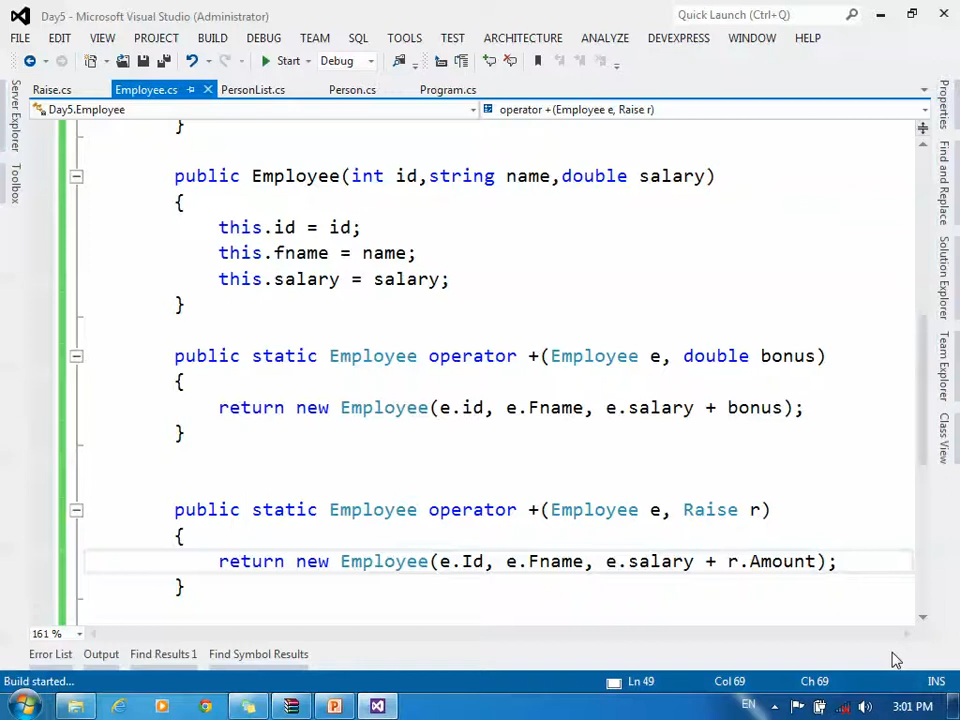 Day5 - Microsoft Visual Studio (Administrator)
Quick Launch (Ctrl+Q)
FILE EDIT VIEW PROJECT BUILD DEBUG TEAM SQL TOOLS TEST ARCHITECTURE ANALYZE DEVEXPRESS WINDOW HELP
Start Debug
Raise.cs Employee.cs PersonList.cs Person.cs Program.cs
Day5.Employee operator +(Employee e, Raise r)
}
public Employee(int id,string name,double salary)
{
this.id = id;
this.fname = name;
this.salary = salary;
}
public static Employee operator +(Employee e, double bonus)
{
return new Employee(e.id, e.Fname, e.salary + bonus);
}
public static Employee operator +(Employee e, Raise r)
{
return new Employee(e.Id, e.Fname, e.salary + r.Amount);
}
Server Explorer
Toolbox
Properties
Find and Replace
Solution Explorer
Team Explorer
Class View
161 %
Error List Output Find Results 1 Find Symbol Results
Build started... Ln 49 Col 69 Ch 69 INS
EN 3:01 PM